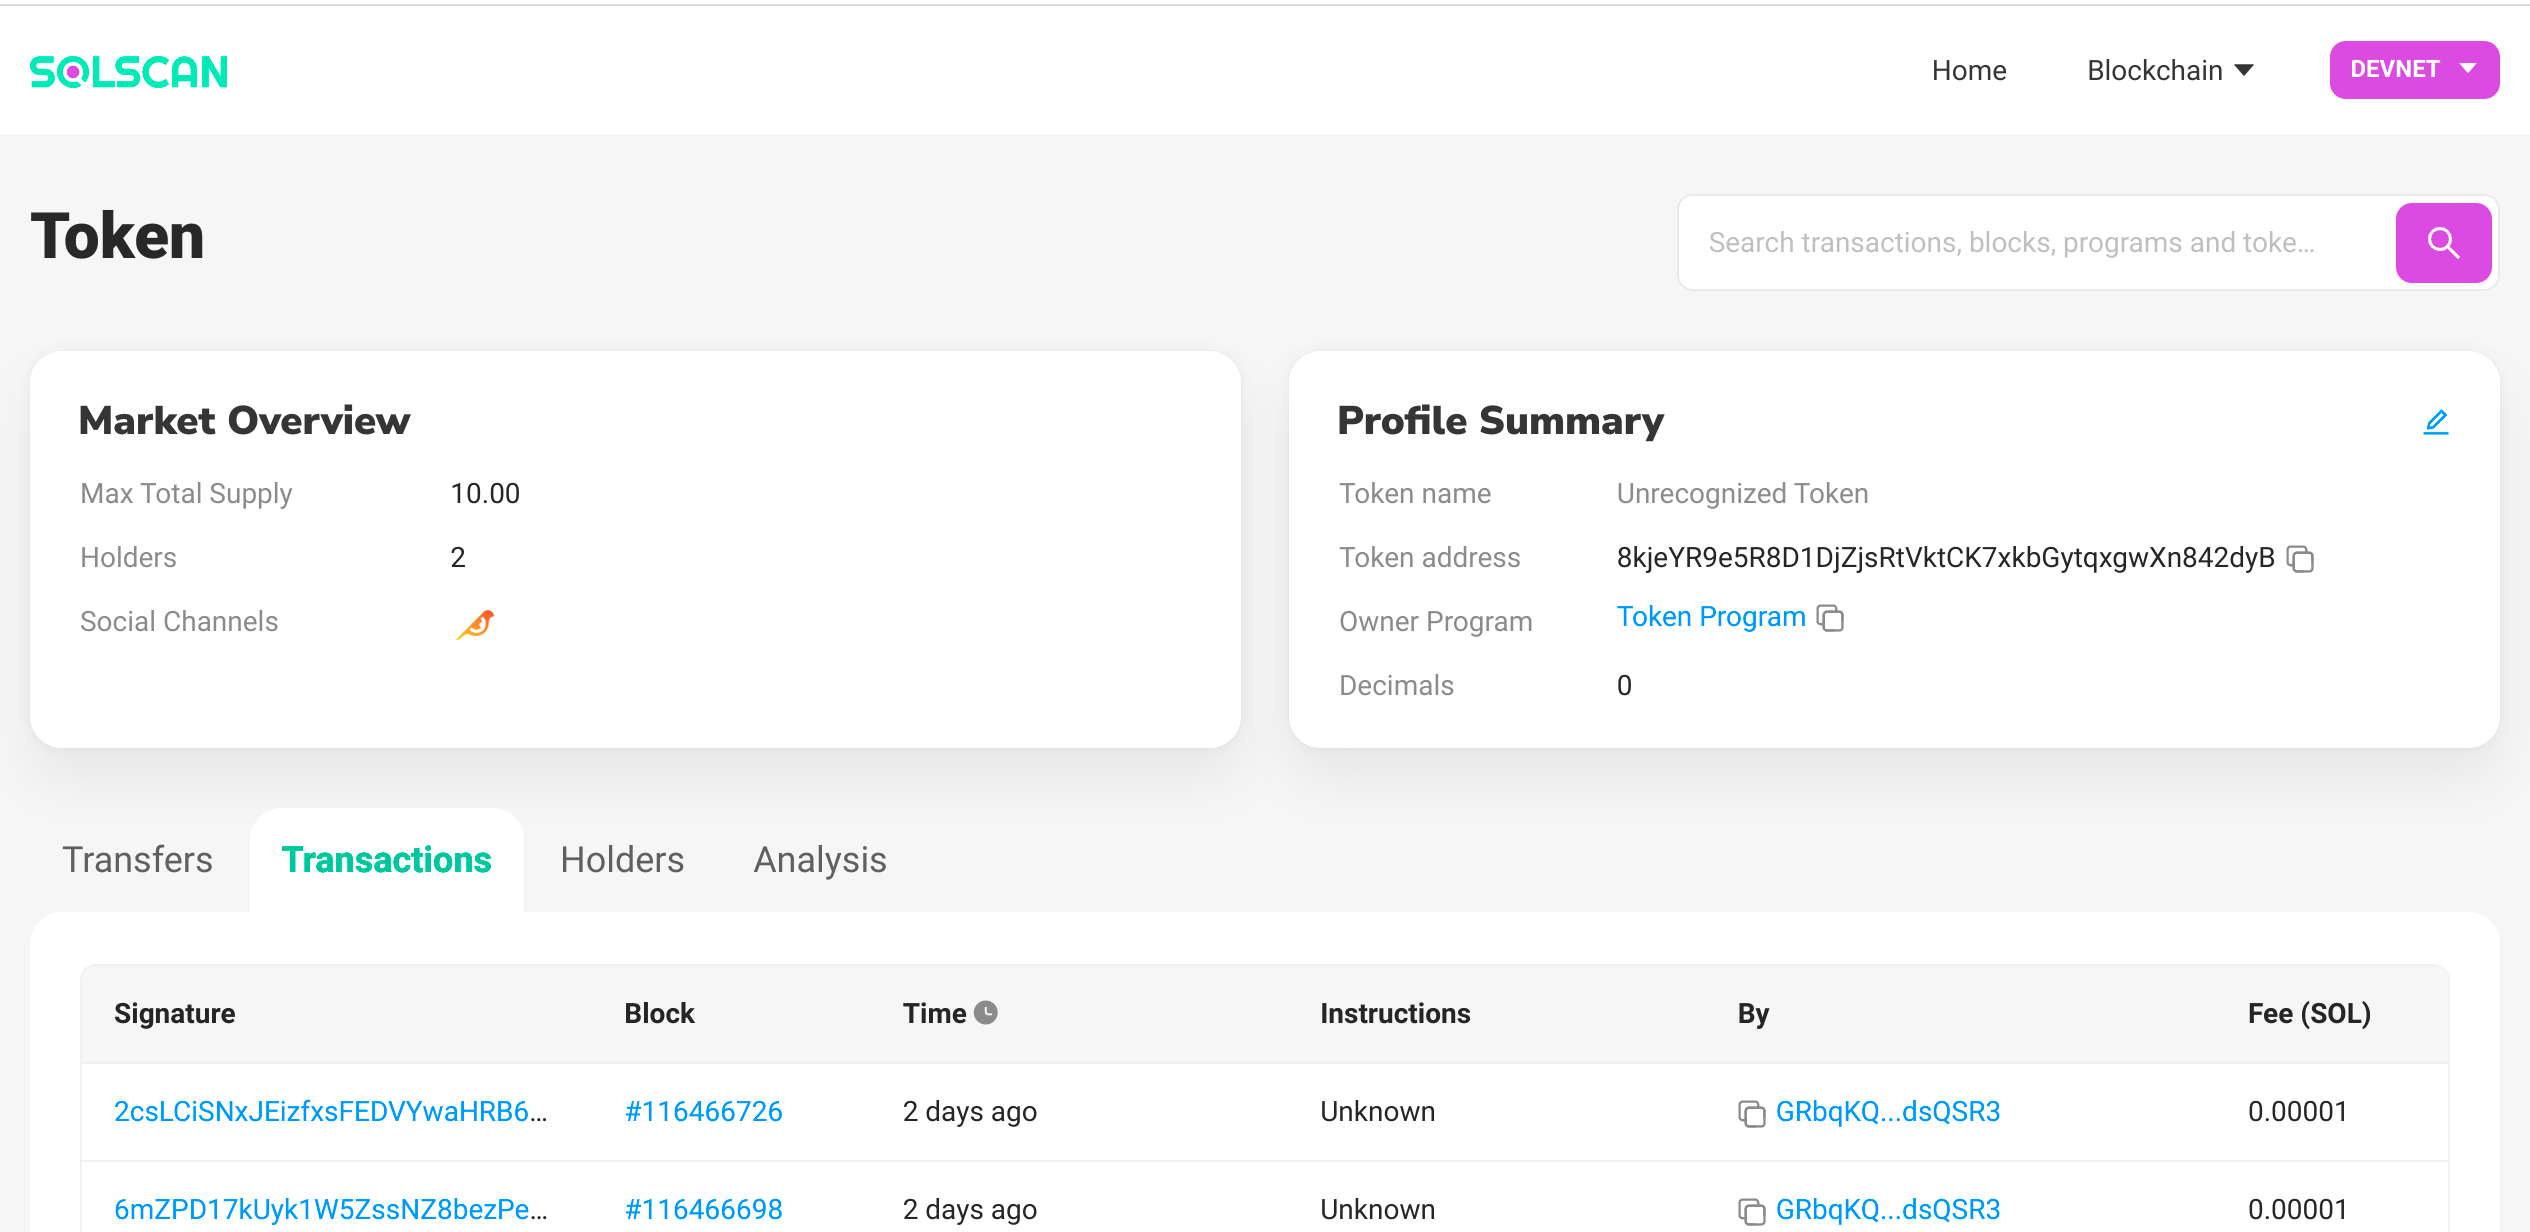 SOLSCAN
Home Blockchain DEVNET
Token
Search transactions, blocks, programs and toke...
Market Overview
Max Total Supply 10.00
Holders 2
Social Channels
Profile Summary
Token name Unrecognized Token
Token address 8kjeYR9e5R8D1DjZjsRtVktCK7xkbGytqxgwXn842dyB
Owner Program Token Program
Decimals 0
Transfers Transactions Holders Analysis
Signature Block Time Instructions By Fee (SOL)
2csLCiSNxJEizfxsFEDVYwaHRB6... #116466726 2 days ago Unknown GRbqKQ...dsQSR3 0.00001
6mZPD17kUyk1W5ZssNZ8bezPe... #116466698 2 days ago Unknown GRbqKQ...dsQSR3 0.00001